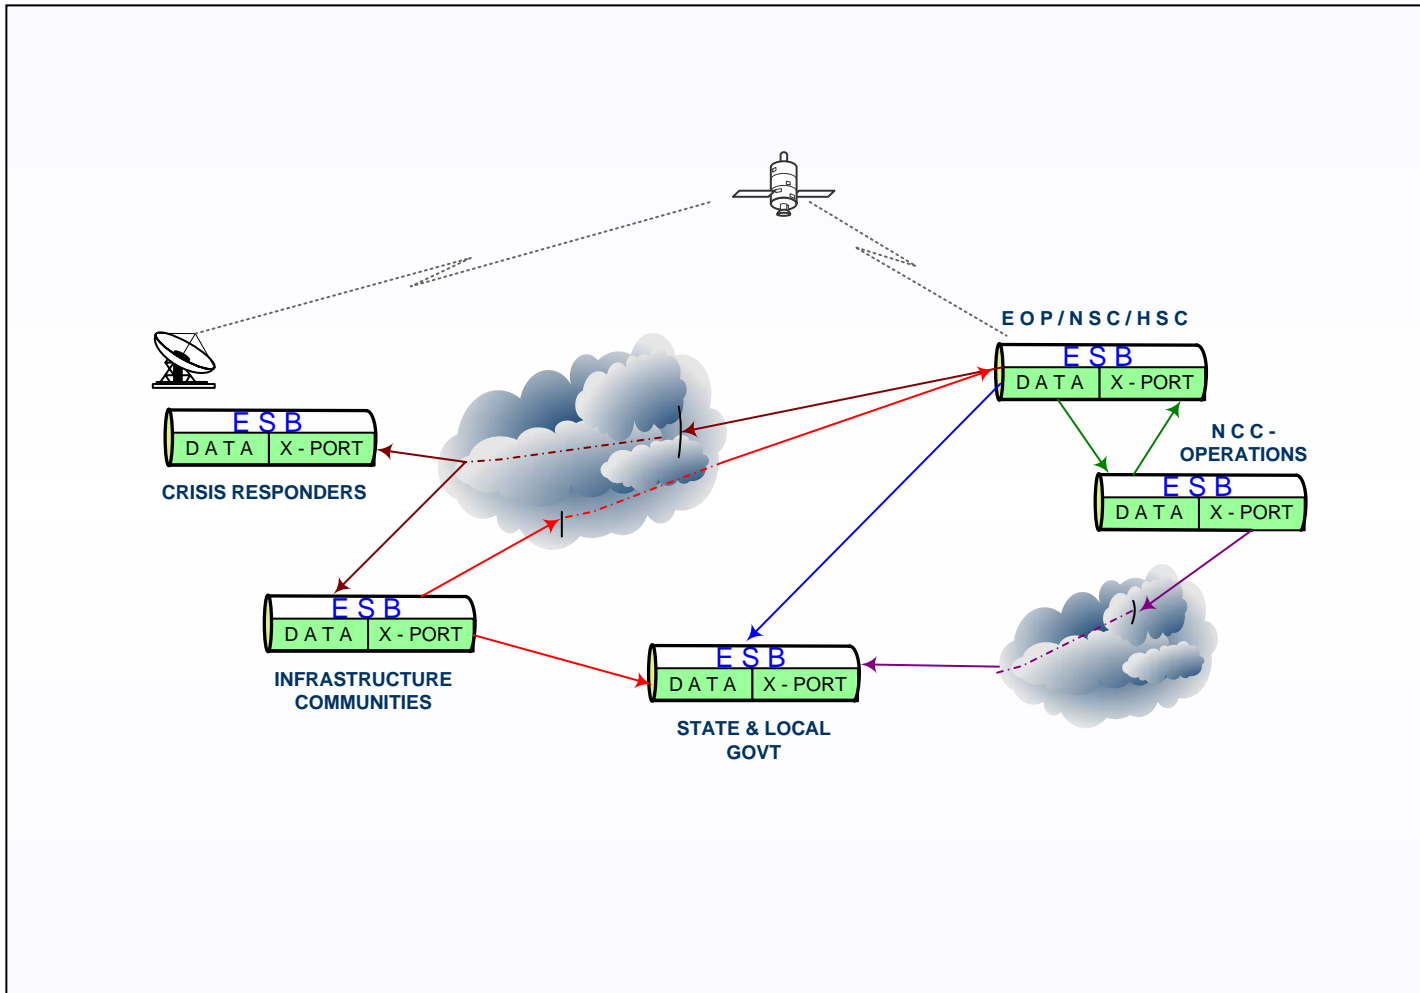 E O P / N S C / H S C
E S B
D A T A X - PORT
E S B
D A T A X - PORT
CRISIS RESPONDERS
N C C -
OPERATIONS
E S B
D A T A X - PORT
E S B
D A T A X - PORT
INFRASTRUCTURE
COMMUNITIES
E S B
D A T A X - PORT
STATE & LOCAL
GOVT